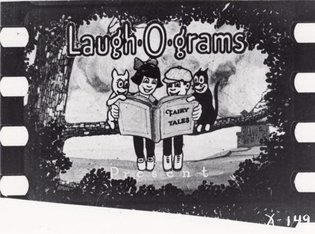 Laugh-O-grams
FAIRY
TALES
Present
X-149